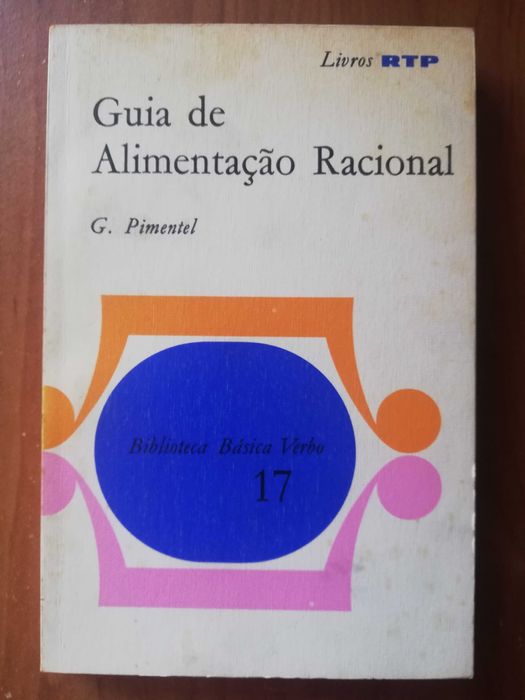 Livros RTP
Guia de
Alimentação Racional
G. Pimentel
Biblioteca Básica Verbo
17